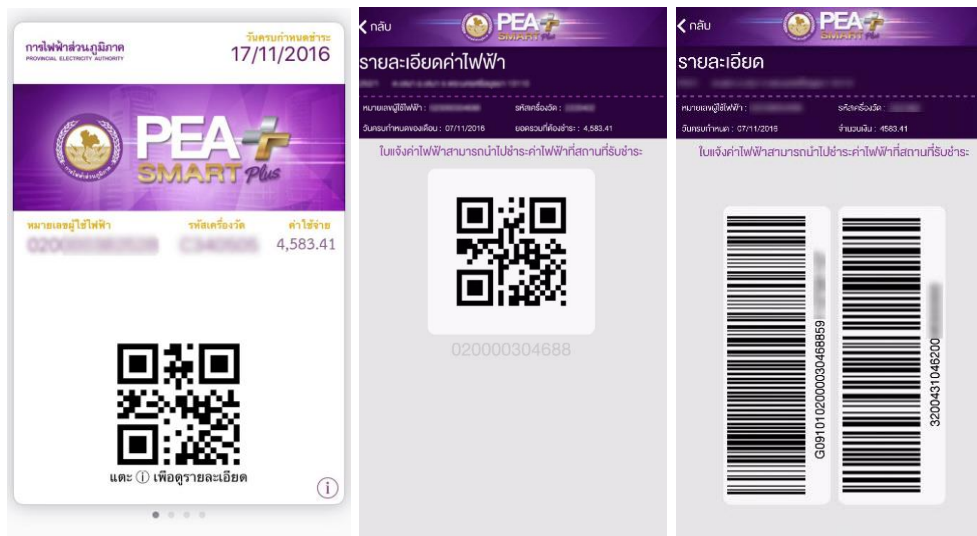 การไฟฟ้าส่วนภูมิภาค
PROVINCIAL ELECTRICITY AUTHORITY
วันครบกำหนดชำระ
17/11/2016
PEA
SMART Plus
หมายเลขผู้ใช้ไฟฟ้า รหัสเครื่องวัด ค่าใช้จ่าย
4,583.41
แตะ ⓘ เพื่อดูรายละเอียด
กลับ
PEA
SMART Plus
รายละเอียดค่าไฟฟ้า
หมายเลขผู้ใช้ไฟฟ้า : รหัสเครื่องวัด :
วันครบกำหนดของเดือน : 07/11/2016 ยอดรวมที่ต้องชำระ : 4,583.41
ใบแจ้งค่าไฟฟ้าสามารถนำไปชำระค่าไฟฟ้าที่สถานที่รับชำระ
020000304688
กลับ
PEA
SMART Plus
รายละเอียด
หมายเลขผู้ใช้ไฟฟ้า : รหัสเครื่องวัด :
วันครบกำหนด : 07/11/2016 จำนวนเงิน : 4583.41
ใบแจ้งค่าไฟฟ้าสามารถนำไปชำระค่าไฟฟ้าที่สถานที่รับชำระ
G0910102000030468859
3200431046200